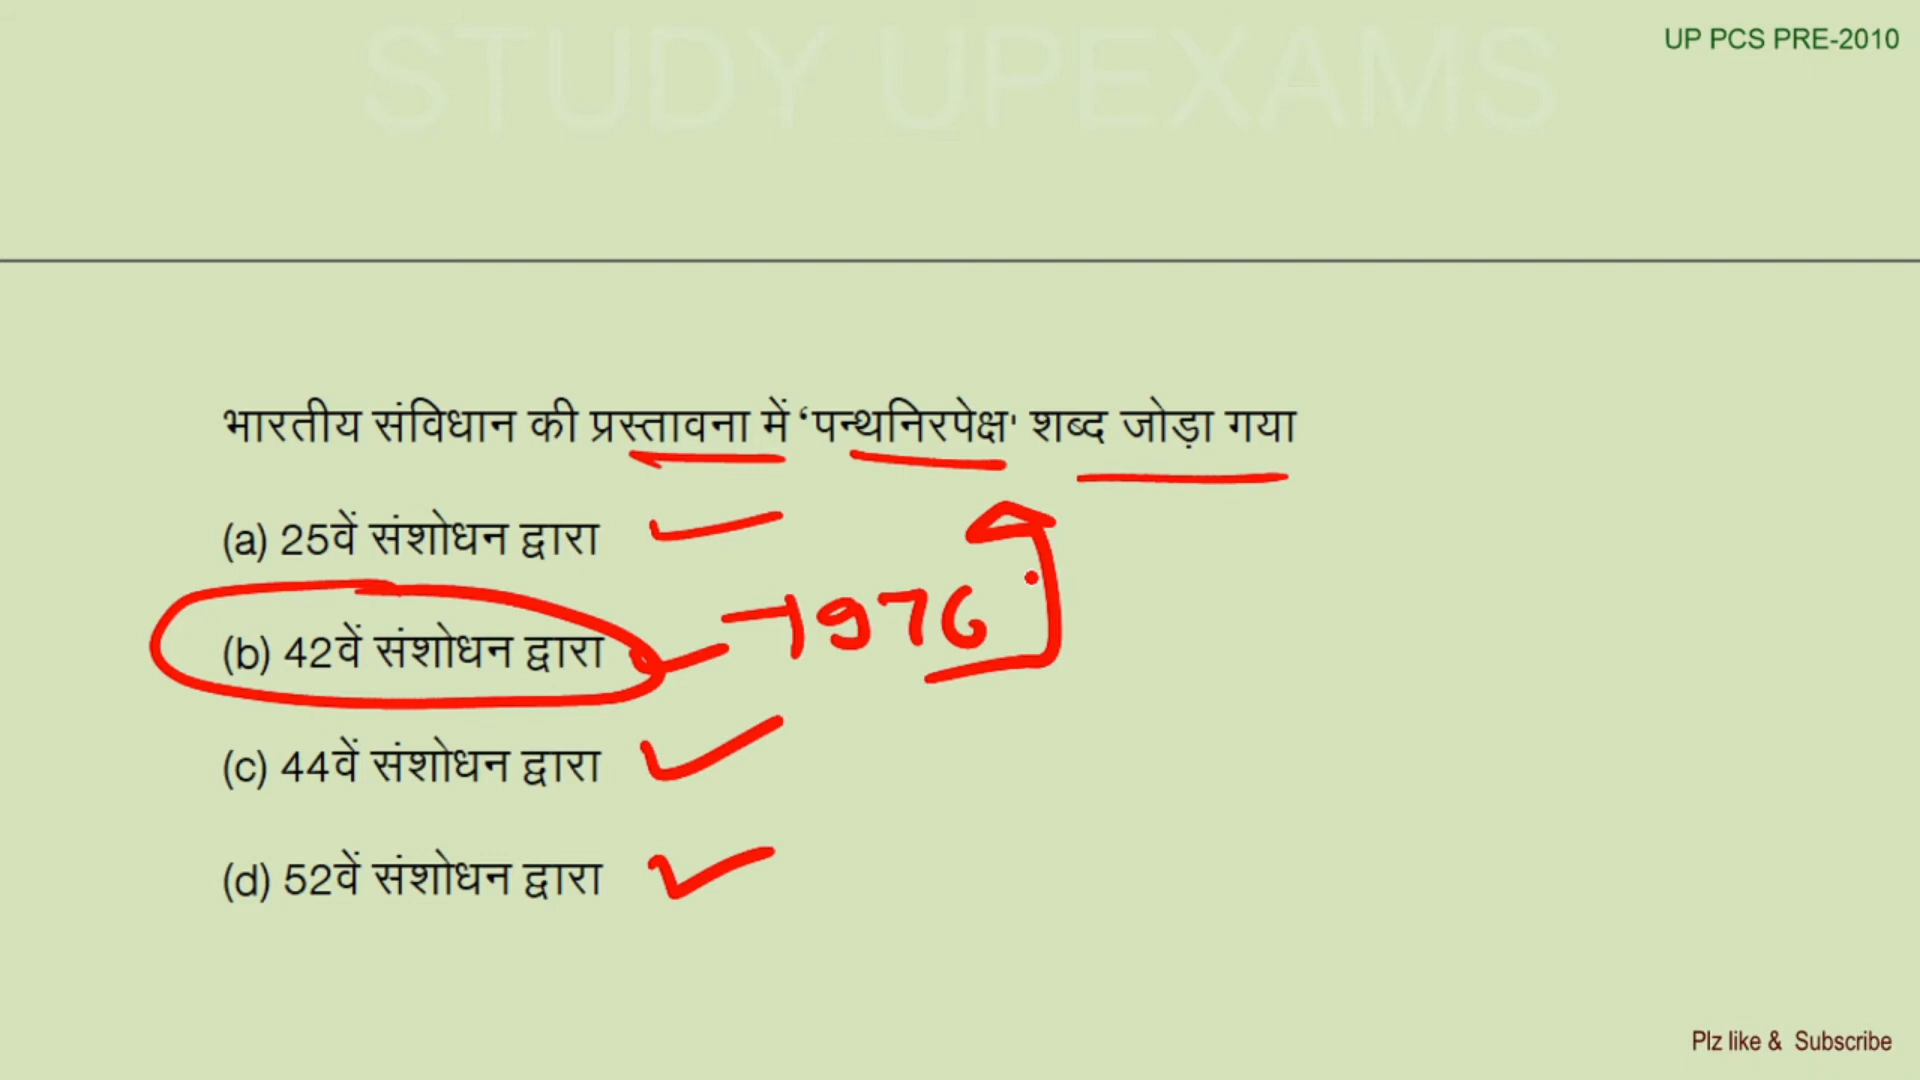 STUDY UPEXAMS
UP PCS PRE-2010
भारतीय संविधान की प्रस्तावना में ‘पन्थनिरपेक्ष' शब्द जोड़ा गया
(a) 25वें संशोधन द्वारा
(b) 42वें संशोधन द्वारा
1976
(c) 44वें संशोधन द्वारा
(d) 52वें संशोधन द्वारा
Plz like & Subscribe